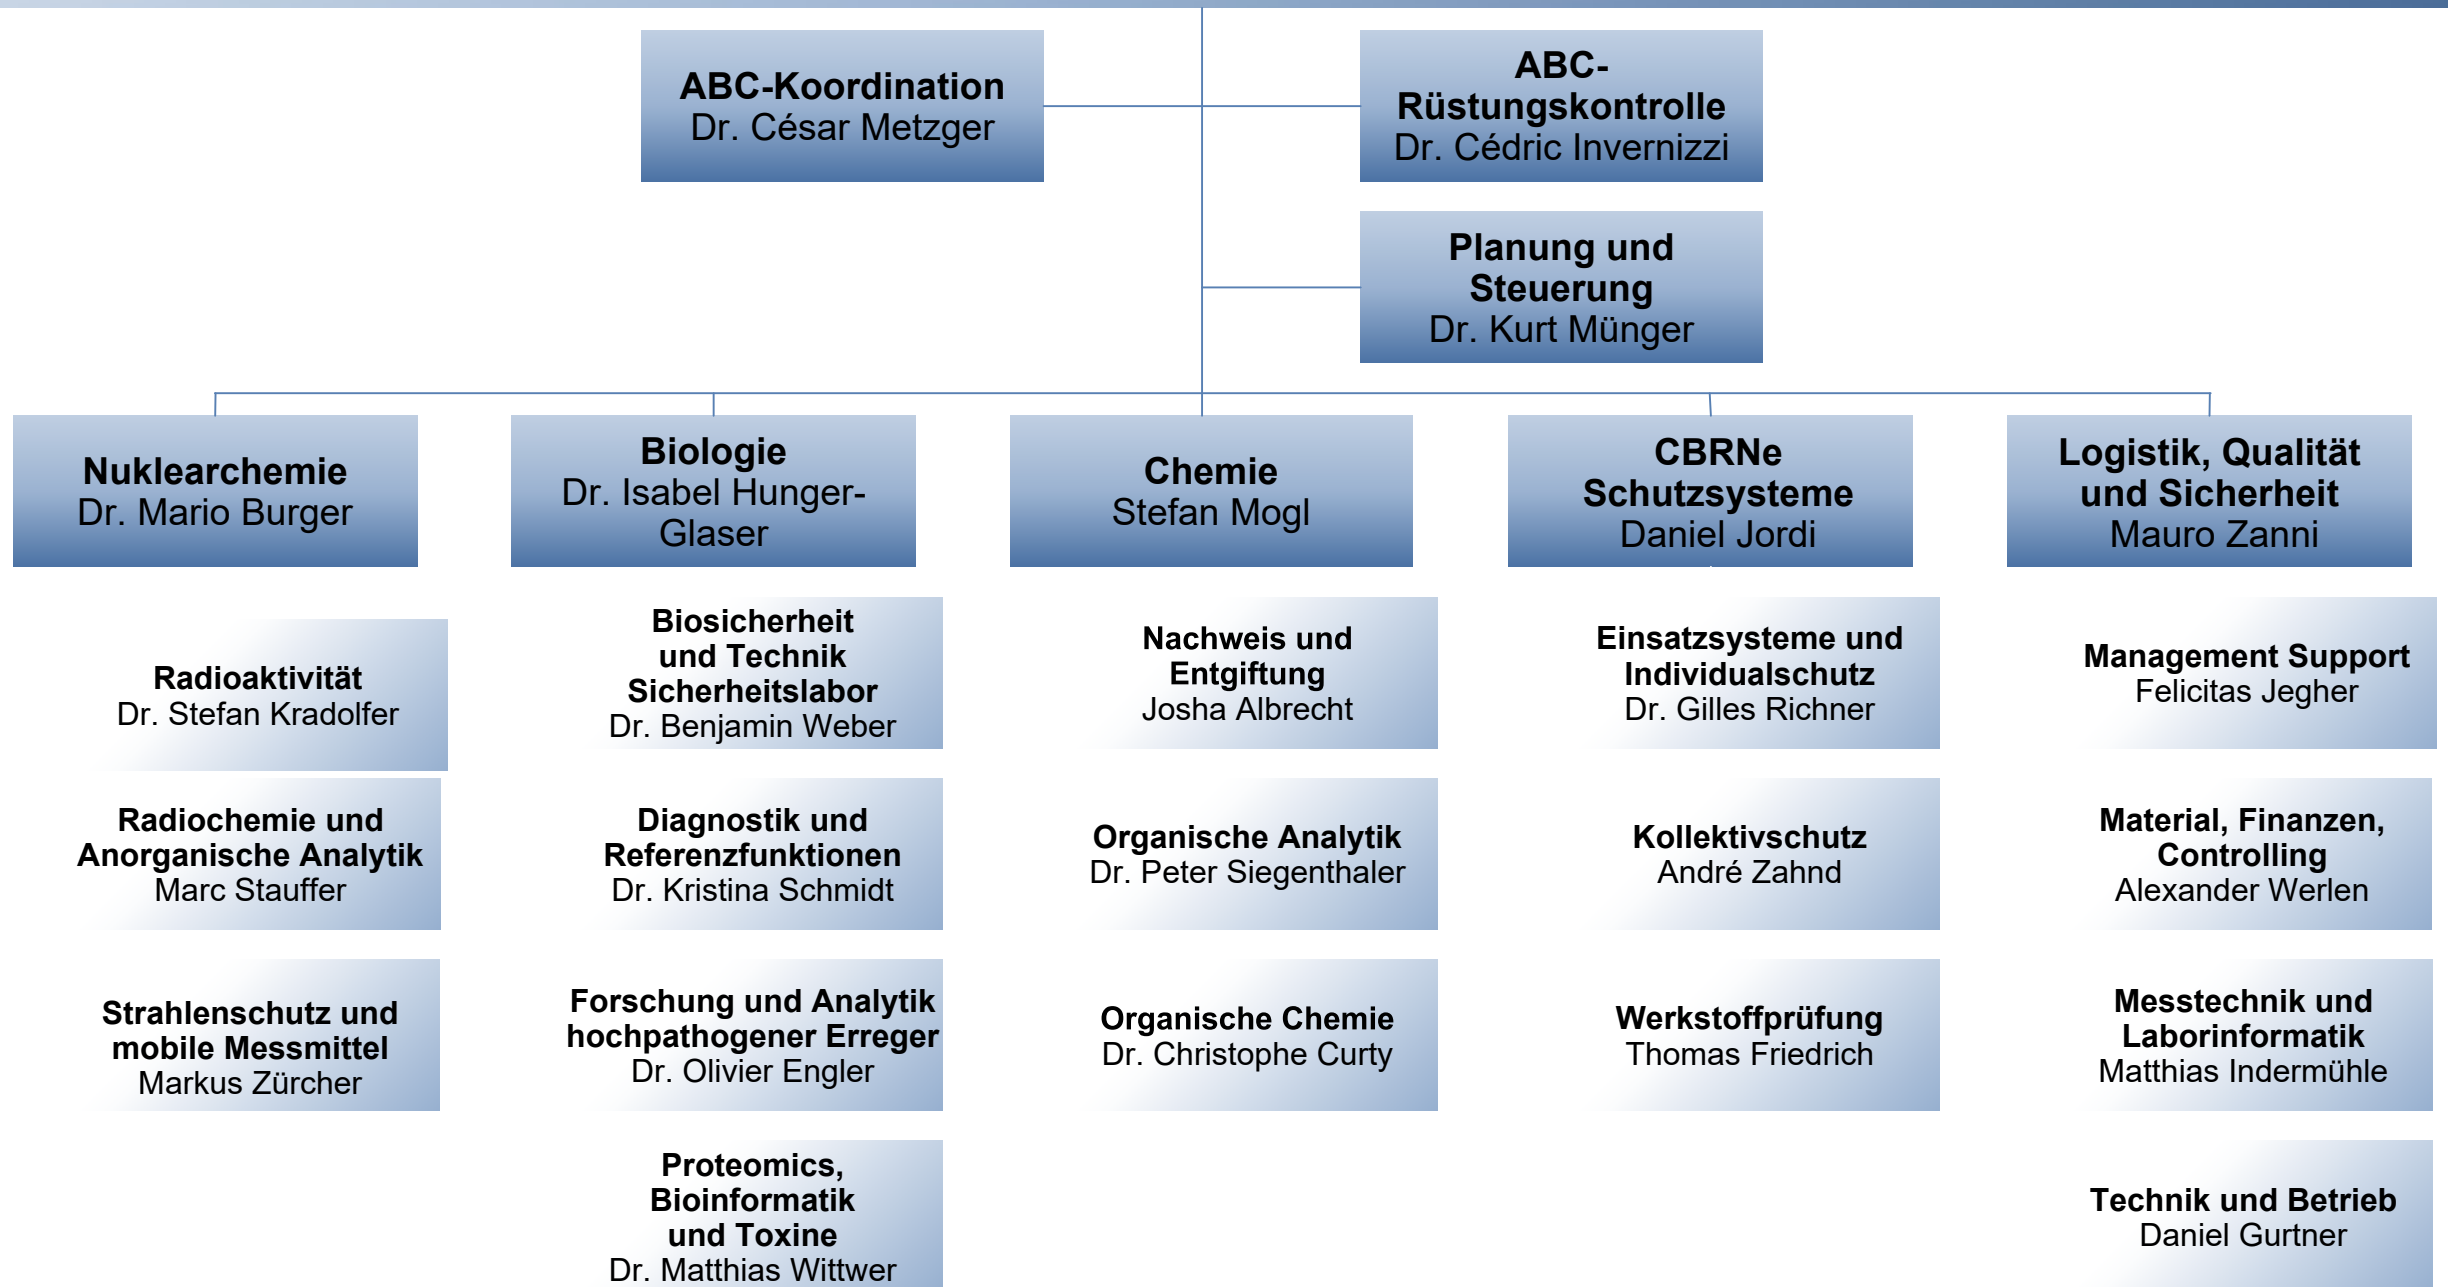 ABC-Koordination
Dr. César Metzger
ABC-
Rüstungskontrolle
Dr. Cédric Invernizzi
Planung und
Steuerung
Dr. Kurt Münger
Nuklearchemie
Dr. Mario Burger
Biologie
Dr. Isabel Hunger-
Glaser
Chemie
Stefan Mogl
CBRNe
Schutzsysteme
Daniel Jordi
Logistik, Qualität
und Sicherheit
Mauro Zanni
Radioaktivität
Dr. Stefan Kradolfer
Biosicherheit
und Technik
Sicherheitslabor
Dr. Benjamin Weber
Nachweis und
Entgiftung
Josha Albrecht
Einsatzsysteme und
Individualschutz
Dr. Gilles Richner
Management Support
Felicitas Jegher
Radiochemie und
Anorganische Analytik
Marc Stauffer
Diagnostik und
Referenzfunktionen
Dr. Kristina Schmidt
Organische Analytik
Dr. Peter Siegenthaler
Kollektivschutz
André Zahnd
Material, Finanzen,
Controlling
Alexander Werlen
Strahlenschutz und
mobile Messmittel
Markus Zürcher
Forschung und Analytik
hochpathogener Erreger
Dr. Olivier Engler
Organische Chemie
Dr. Christophe Curty
Werkstoffprüfung
Thomas Friedrich
Messtechnik und
Laborinformatik
Matthias Indermühle
Proteomics,
Bioinformatik
und Toxine
Dr. Matthias Wittwer
Technik und Betrieb
Daniel Gurtner